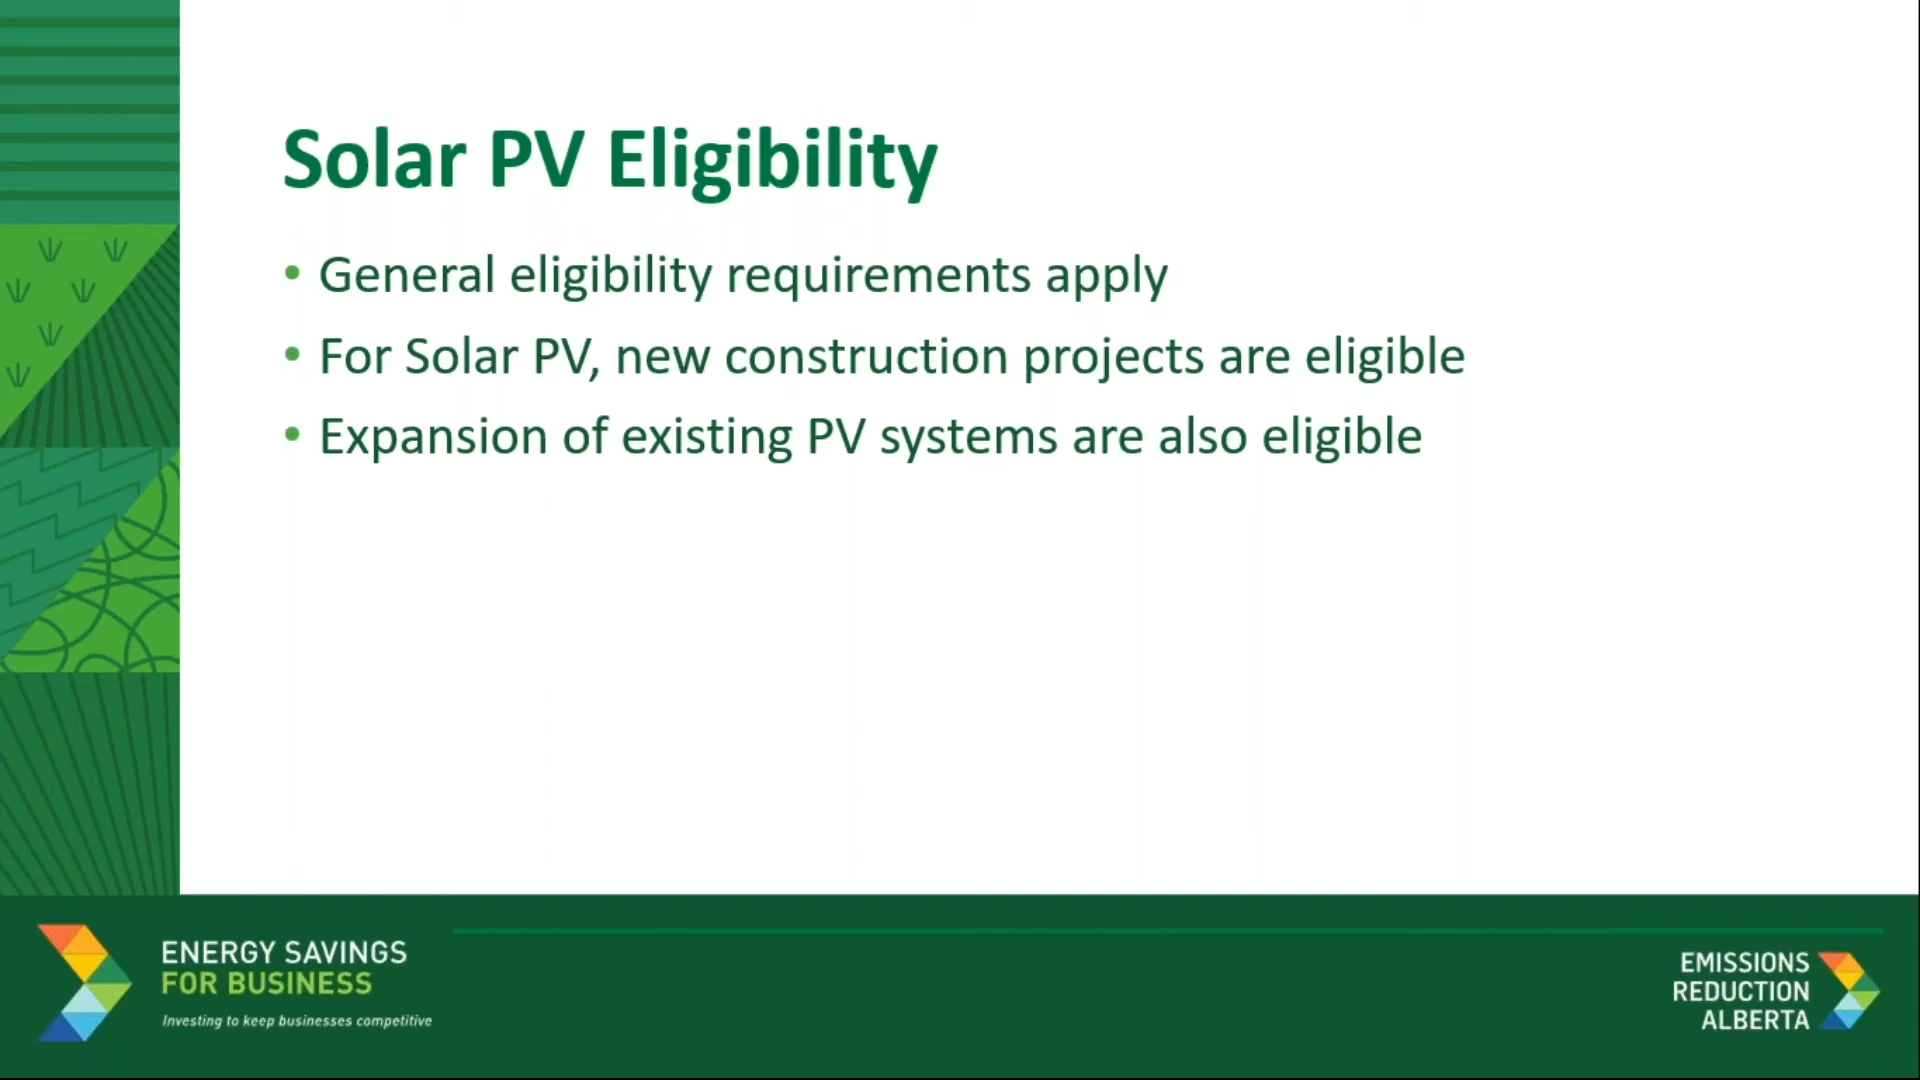 Solar PV Eligibility
• General eligibility requirements apply
• For Solar PV, new construction projects are eligible
• Expansion of existing PV systems are also eligible
ENERGY SAVINGS
FOR BUSINESS
Investing to keep businesses competitive
EMISSIONS
REDUCTION
ALBERTA